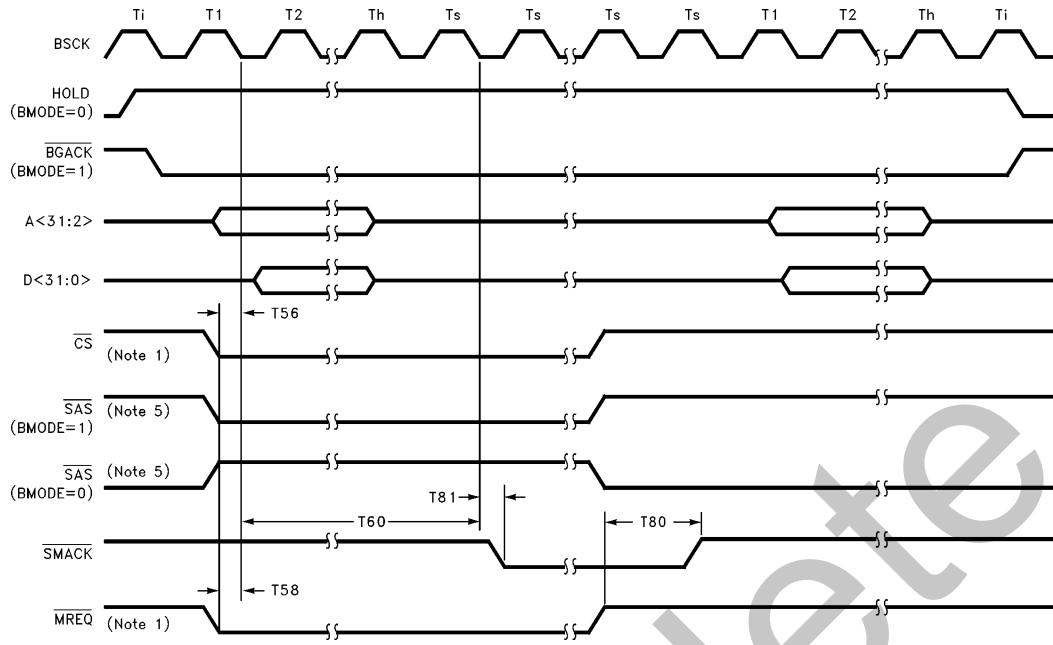 Ti T1 T2 Th Ts Ts Ts Ts T1 T2 Th Ti
BSCK
HOLD
(BMODE=0)
BGACK
(BMODE=1)
A<31:2>
D<31:0>
T56
CS (Note 1)
SAS (Note 5)
(BMODE=1)
SAS (Note 5)
(BMODE=0)
T81
T60
T80
SMACK
T58
MREQ (Note 1)